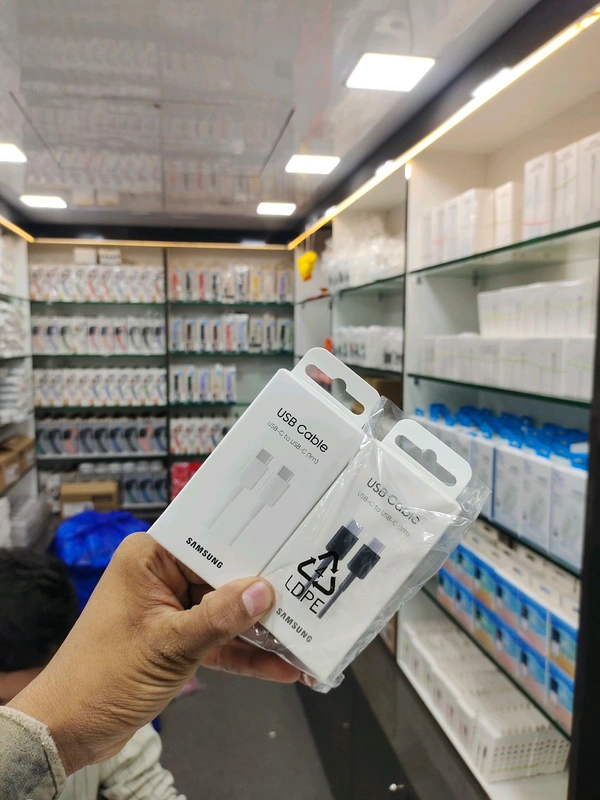 USB Cable
USB-C to USB-C (1m)
SAMSUNG
USB Cable
USB-C to USB-C (1m)
LDPE
SAMSUNG